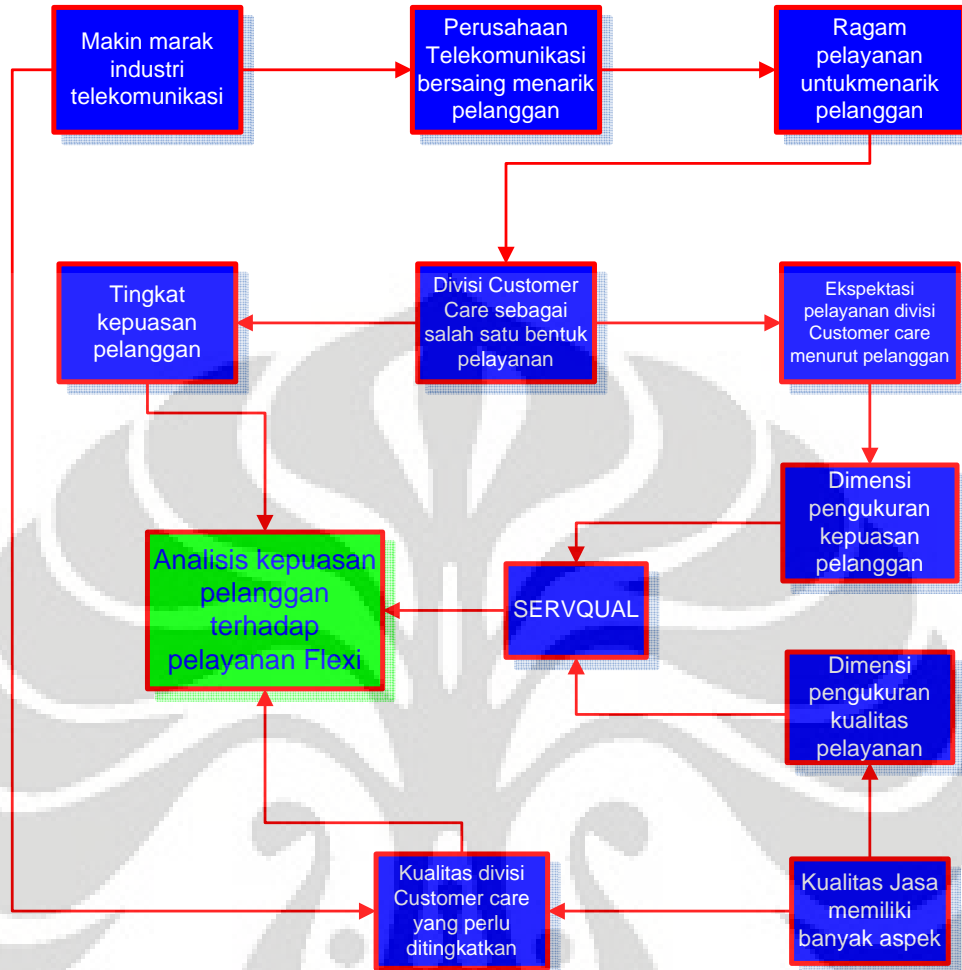 Makin marak
industri
telekomunikasi
Perusahaan
Telekomunikasi
bersaing menarik
pelanggan
Ragam
pelayanan
untukmenarik
pelanggan
Tingkat
kepuasan
pelanggan
Divisi Customer
Care sebagai
salah satu bentuk
pelayanan
Ekspektasi
pelayanan divisi
Customer care
menurut pelanggan
Analisis kepuasan
pelanggan
terhadap
pelayanan Flexi
SERVQUAL
Dimensi
pengukuran
kepuasan
pelanggan
Dimensi
pengukuran
kualitas
pelayanan
Kualitas divisi
Customer care
yang perlu
ditingkatkan
Kualitas Jasa
memiliki
banyak aspek